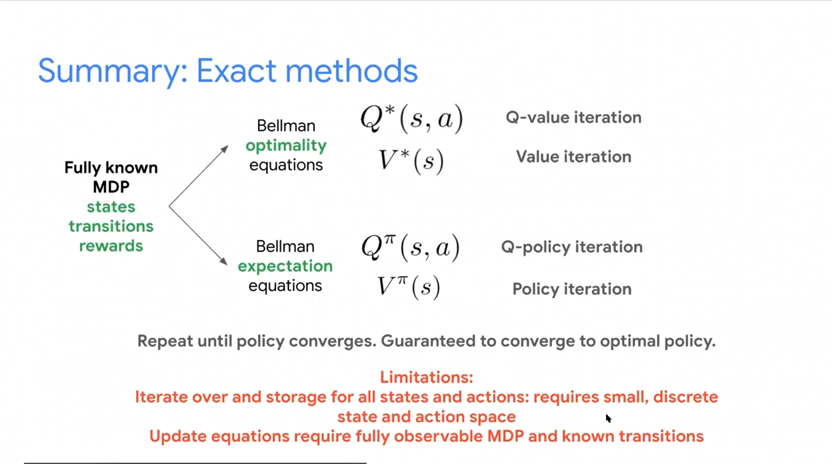 Summary: Exact methods
Fully known
MDP
states
transitions
rewards
Bellman
optimality
equations
Q*(s, a)
Q-value iteration
V*(s)
Value iteration
Bellman
expectation
equations
Q^π(s, a)
Q-policy iteration
V^π(s)
Policy iteration
Repeat until policy converges. Guaranteed to converge to optimal policy.
Limitations:
Iterate over and storage for all states and actions: requires small, discrete
state and action space
Update equations require fully observable MDP and known transitions